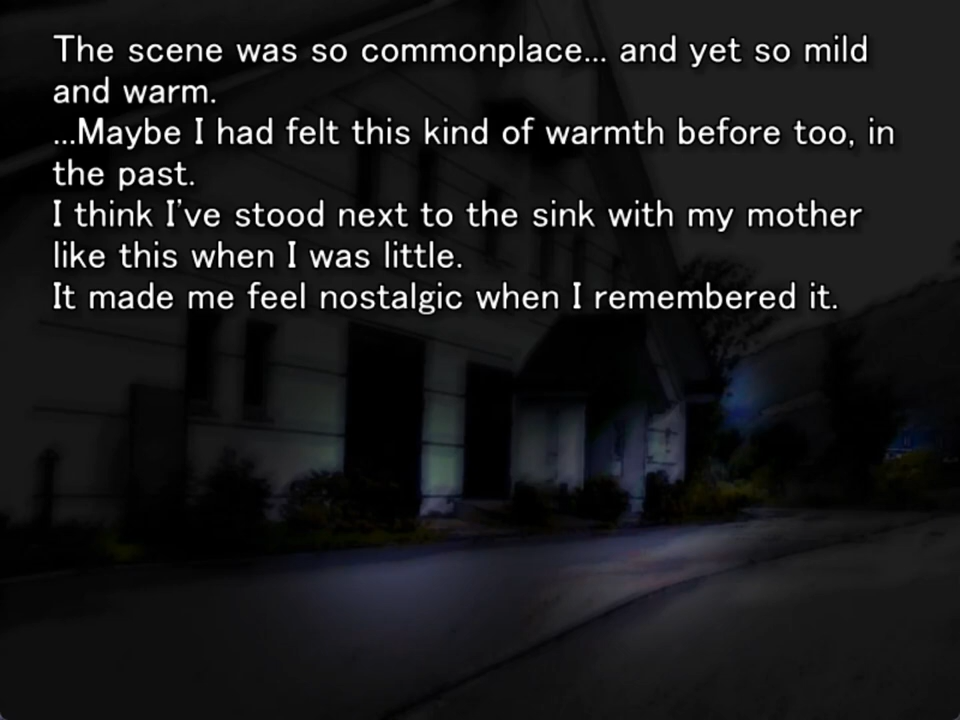 The scene was so commonplace... and yet so mild
and warm.
...Maybe I had felt this kind of warmth before too, in
the past.
I think I've stood next to the sink with my mother
like this when I was little.
It made me feel nostalgic when I remembered it.